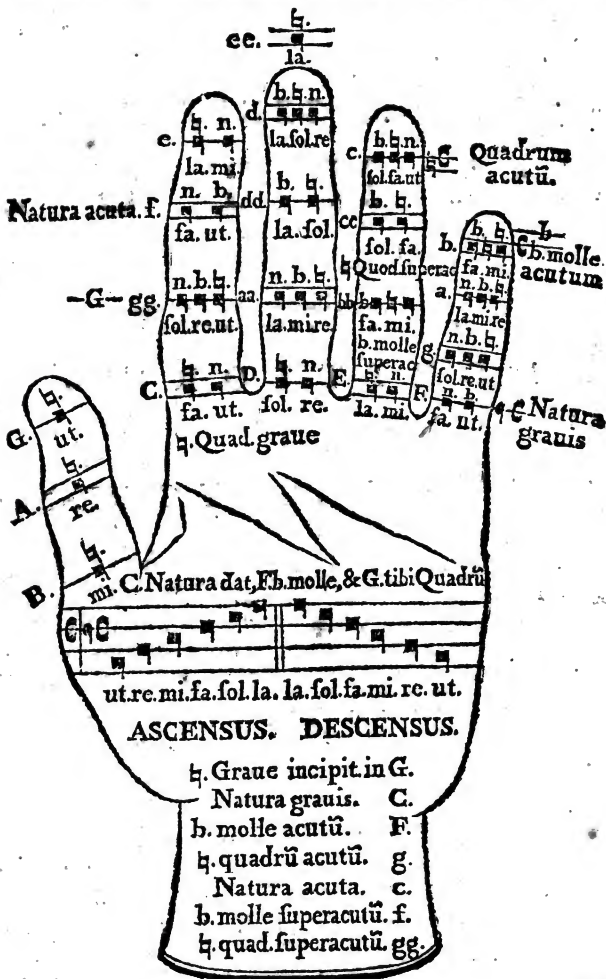 ee. ♮.
la.
d. b.♮.n.
la.sol.re
e. ♮. n.
la.mi.
c. b.♮.n.
sol.fa.ut
Quadrum
acutū.
Natura acuta. f. n. b.
fa. ut.
dd. b. ♮.
la. sol.
cc b. ♮.
sol. fa.
b. b. ♮.
fa. mi.
b. molle
acutum
-G- gg. n.b.♮.
sol.re.ut.
aa. n. b. ♮.
la.mi.re.
♮Quod.superac
bb b. ♮.
fa. mi.
b. molle
superac
a. n. b. ♮.
la.mi.re
g. n. b. ♮.
sol.re.ut
C. ♮. n.
fa. ut.
D. ♮. n.
sol. re.
E. ♮. n.
la. mi.
F. n. b.
fa. ut.
Natura
grauis
♮.Quad.graue
G. ♮.
ut.
A. ♮.
re.
B. ♮.
mi.
C.Natura dat, F.b.molle, & G.tibi Quadrū
ut.re.mi.fa.sol.la. la.sol.fa.mi.re.ut.
ASCENSUS. DESCENSUS.
♮. Graue incipit.in G.
Natura grauis. C.
b. molle acutū. F.
♮.quadrū acutū. g.
Natura acuta. c.
b.molle superacutū. f.
♮.quad.superacutū. gg.